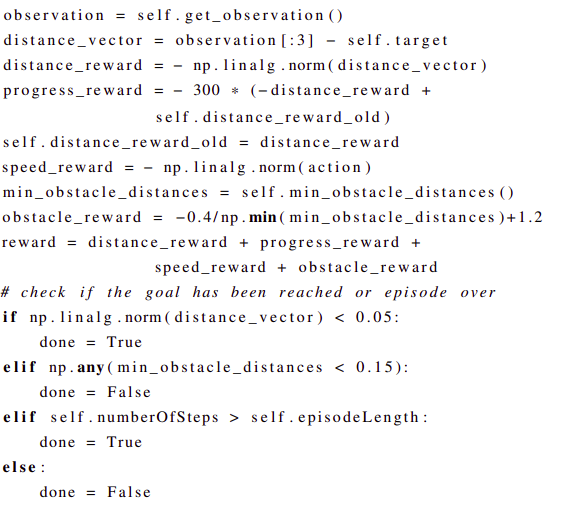 observation = self.get_observation()
distance_vector = observation[:3] - self.target
distance_reward = - np.linalg.norm(distance_vector)
progress_reward = - 300 * (-distance_reward +
self.distance_reward_old)
self.distance_reward_old = distance_reward
speed_reward = - np.linalg.norm(action)
min_obstacle_distances = self.min_obstacle_distances()
obstacle_reward = -0.4/np.min(min_obstacle_distances)+1.2
reward = distance_reward + progress_reward +
speed_reward + obstacle_reward
# check if the goal has been reached or episode over
if np.linalg.norm(distance_vector) < 0.05:
    done = True
elif np.any(min_obstacle_distances < 0.15):
    done = False
elif self.numberOfSteps > self.episodeLength:
    done = True
else:
    done = False